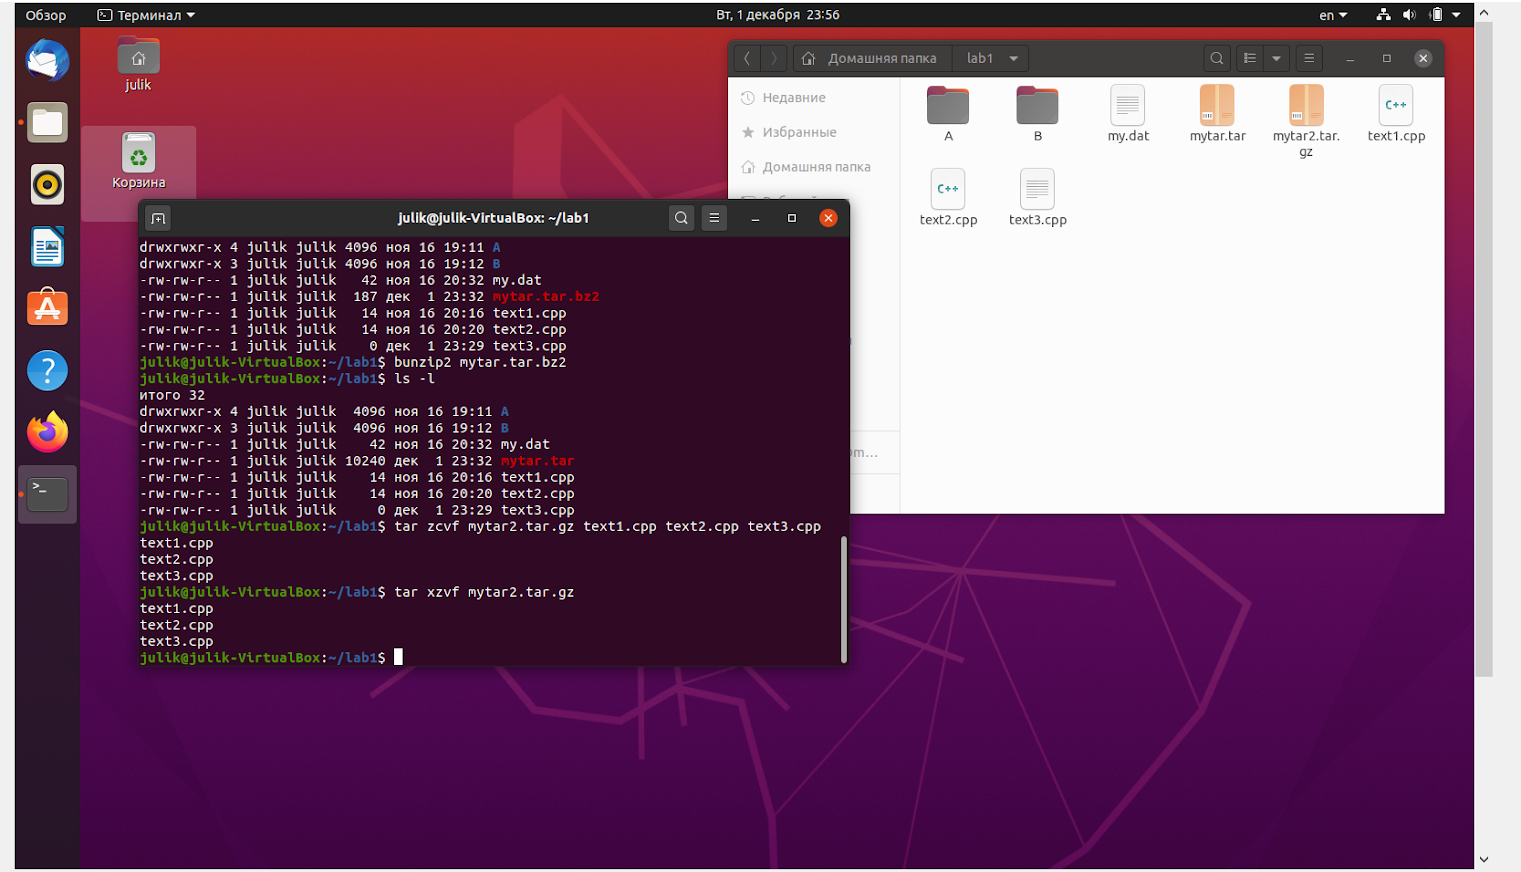 Обзор
Терминал
Вт, 1 декабря 23:56
en
julik
Корзина
Домашняя папка
lab1
Недавние
Избранные
Домашняя папка
A
B
my.dat
mytar.tar
mytar2.tar.
gz
text1.cpp
text2.cpp
text3.cpp
C++
C++
julik@julik-VirtualBox: ~/lab1
drwxrwxr-x 4 julik julik 4096 ноя 16 19:11 A
drwxrwxr-x 3 julik julik 4096 ноя 16 19:12 B
-rw-rw-r-- 1 julik julik   42 ноя 16 20:32 my.dat
-rw-rw-r-- 1 julik julik  187 дек  1 23:32 mytar.tar.bz2
-rw-rw-r-- 1 julik julik   14 ноя 16 20:16 text1.cpp
-rw-rw-r-- 1 julik julik   14 ноя 16 20:20 text2.cpp
-rw-rw-r-- 1 julik julik    0 дек  1 23:29 text3.cpp
julik@julik-VirtualBox:~/lab1$ bunzip2 mytar.tar.bz2
julik@julik-VirtualBox:~/lab1$ ls -l
итого 32
drwxrwxr-x 4 julik julik  4096 ноя 16 19:11 A
drwxrwxr-x 3 julik julik  4096 ноя 16 19:12 B
-rw-rw-r-- 1 julik julik    42 ноя 16 20:32 my.dat
-rw-rw-r-- 1 julik julik 10240 дек  1 23:32 mytar.tar
-rw-rw-r-- 1 julik julik    14 ноя 16 20:16 text1.cpp
-rw-rw-r-- 1 julik julik    14 ноя 16 20:20 text2.cpp
-rw-rw-r-- 1 julik julik     0 дек  1 23:29 text3.cpp
julik@julik-VirtualBox:~/lab1$ tar zcvf mytar2.tar.gz text1.cpp text2.cpp text3.cpp
text1.cpp
text2.cpp
text3.cpp
julik@julik-VirtualBox:~/lab1$ tar xzvf mytar2.tar.gz
text1.cpp
text2.cpp
text3.cpp
julik@julik-VirtualBox:~/lab1$